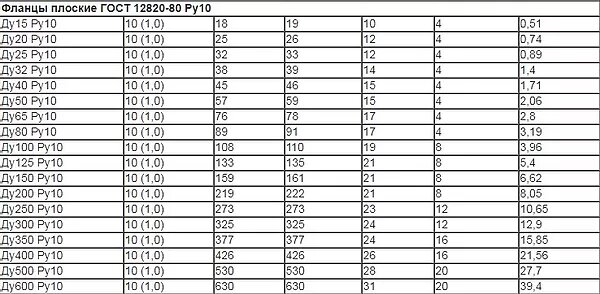 Фланцы плоские ГОСТ 12820-80 Ру10
Ду15 Ру10 10 (1,0) 18 19 10 4 0,51
Ду20 Ру10 10 (1,0) 25 26 12 4 0,74
Ду25 Ру10 10 (1,0) 32 33 12 4 0,89
Ду32 Ру10 10 (1,0) 38 39 14 4 1,4
Ду40 Ру10 10 (1,0) 45 46 15 4 1,71
Ду50 Ру10 10 (1,0) 57 59 15 4 2,06
Ду65 Ру10 10 (1,0) 76 78 17 4 2,8
Ду80 Ру10 10 (1,0) 89 91 17 4 3,19
Ду100 Ру10 10 (1,0) 108 110 19 8 3,96
Ду125 Ру10 10 (1,0) 133 135 21 8 5,4
Ду150 Ру10 10 (1,0) 159 161 21 8 6,62
Ду200 Ру10 10 (1,0) 219 222 21 8 8,05
Ду250 Ру10 10 (1,0) 273 273 23 12 10,65
Ду300 Ру10 10 (1,0) 325 325 24 12 12,9
Ду350 Ру10 10 (1,0) 377 377 24 16 15,85
Ду400 Ру10 10 (1,0) 426 426 26 16 21,56
Ду500 Ру10 10 (1,0) 530 530 28 20 27,7
Ду600 Ру10 10 (1,0) 630 630 31 20 39,4